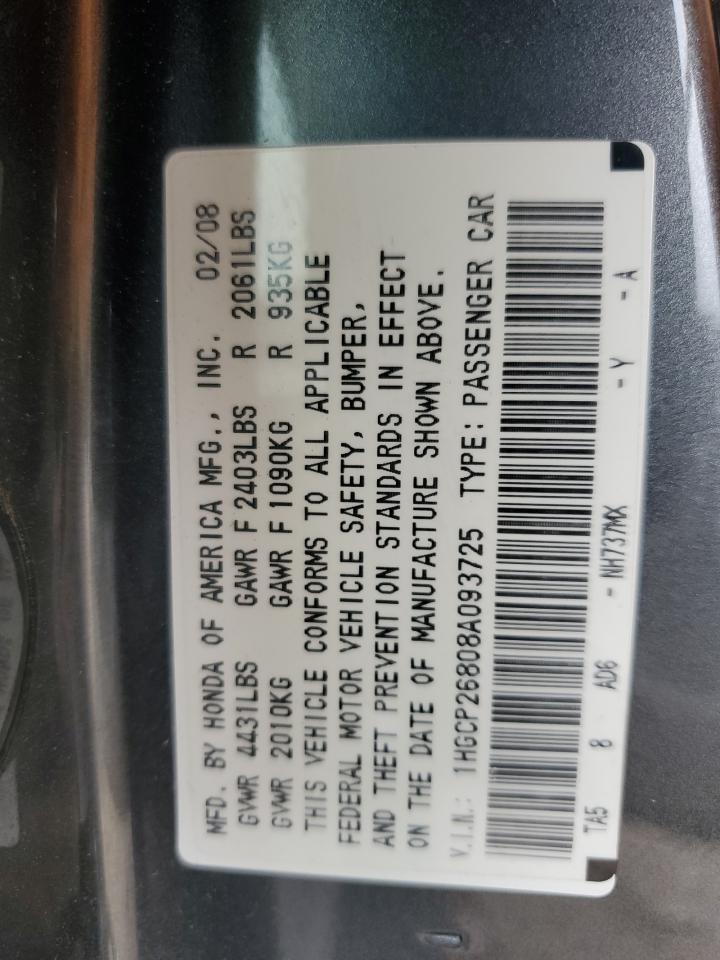 MFD. BY HONDA OF AMERICA MFG., INC. 02/08
GVWR 4431LBS GAWR F 2403LBS R 2061LBS
GVWR 2010KG GAWR F 1090KG R 935KG
THIS VEHICLE CONFORMS TO ALL APPLICABLE
FEDERAL MOTOR VEHICLE SAFETY, BUMPER,
AND THEFT PREVENTION STANDARDS IN EFFECT
ON THE DATE OF MANUFACTURE SHOWN ABOVE.
V.I.N.: 1HGCP26808A093725 TYPE: PASSENGER CAR
TA5 8 AD6 - NH737MX - Y - A